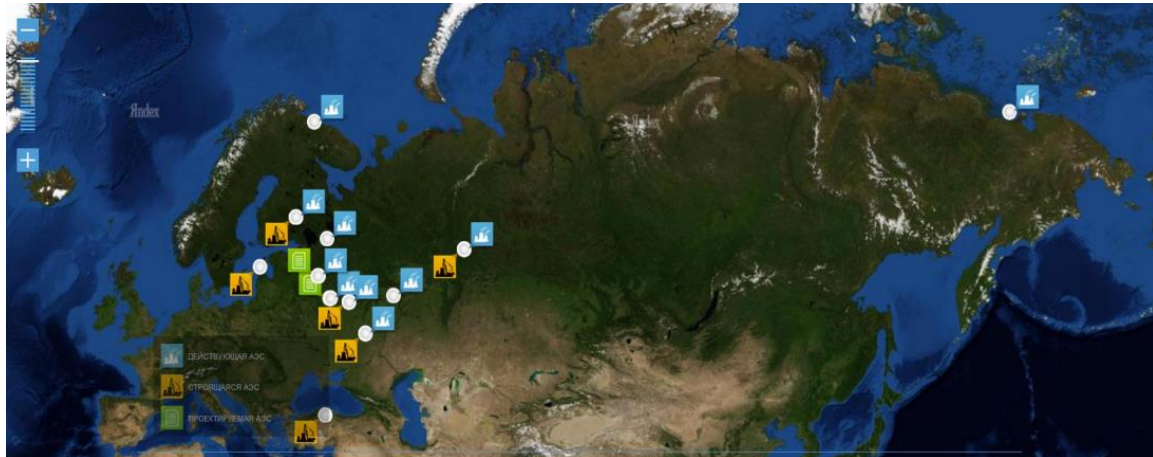 Яndex
ДЕЙСТВУЮЩАЯ АЭС
СТРОЯЩАЯСЯ АЭС
ПРОЕКТИРУЕМАЯ АЭС